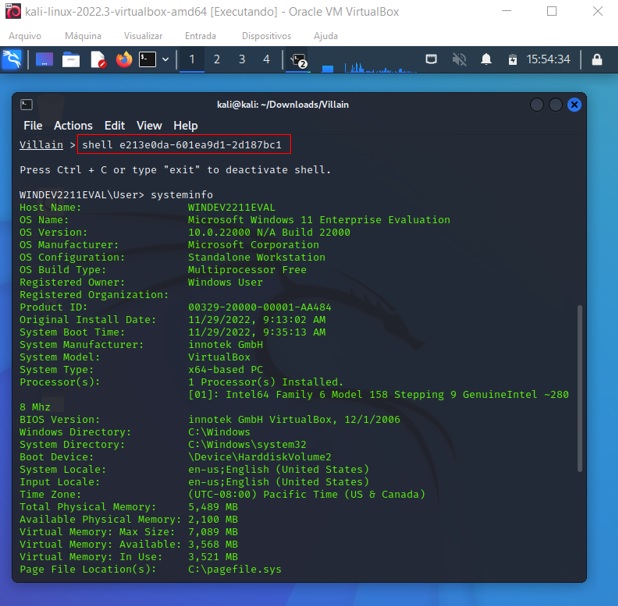 kali-linux-2022.3-virtualbox-amd64 [Executando] - Oracle VM VirtualBox
Arquivo Máquina Visualizar Entrada Dispositivos Ajuda
1 2 3 4 2 15:54:34
kali@kali: ~/Downloads/Villain
File Actions Edit View Help
Villain > shell e213e0da-601ea9d1-2d187bc1
Press Ctrl + C or type "exit" to deactivate shell.
WINDEV2211EVAL\User> systeminfo
Host Name: WINDEV2211EVAL
OS Name: Microsoft Windows 11 Enterprise Evaluation
OS Version: 10.0.22000 N/A Build 22000
OS Manufacturer: Microsoft Corporation
OS Configuration: Standalone Workstation
OS Build Type: Multiprocessor Free
Registered Owner: Windows User
Registered Organization:
Product ID: 00329-20000-00001-AA484
Original Install Date: 11/29/2022, 9:13:02 AM
System Boot Time: 11/29/2022, 9:35:13 AM
System Manufacturer: innotek GmbH
System Model: VirtualBox
System Type: x64-based PC
Processor(s): 1 Processor(s) Installed.
[01]: Intel64 Family 6 Model 158 Stepping 9 GenuineIntel ~280
8 Mhz
BIOS Version: innotek GmbH VirtualBox, 12/1/2006
Windows Directory: C:\Windows
System Directory: C:\Windows\system32
Boot Device: \Device\HarddiskVolume2
System Locale: en-us;English (United States)
Input Locale: en-us;English (United States)
Time Zone: (UTC-08:00) Pacific Time (US & Canada)
Total Physical Memory: 5,489 MB
Available Physical Memory: 2,100 MB
Virtual Memory: Max Size: 7,089 MB
Virtual Memory: Available: 3,568 MB
Virtual Memory: In Use: 3,521 MB
Page File Location(s): C:\pagefile.sys